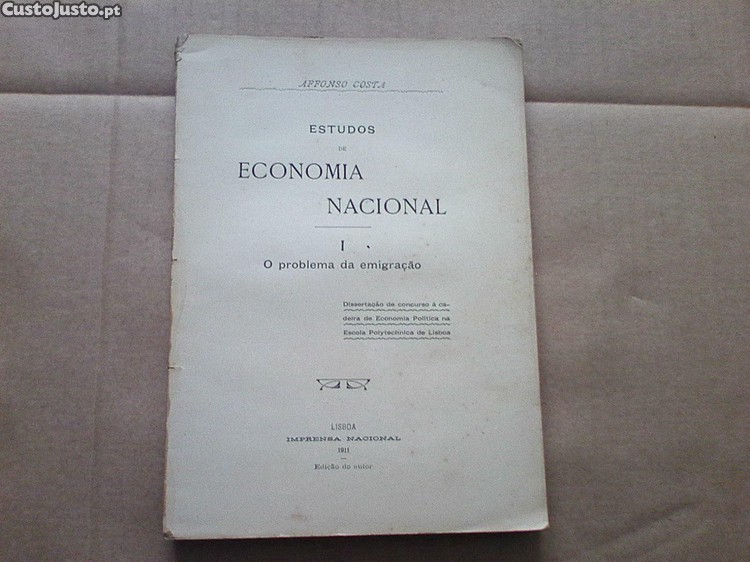 CustoJusto.pt
AFFONSO COSTA
ESTUDOS
DE
ECONOMIA
NACIONAL
I
O problema da emigração
Dissertação de concurso á ca-
deira de Economia Politica na
Escola Polytechnica de Lisboa
LISBOA
IMPRENSA NACIONAL
1911
Edição do autor